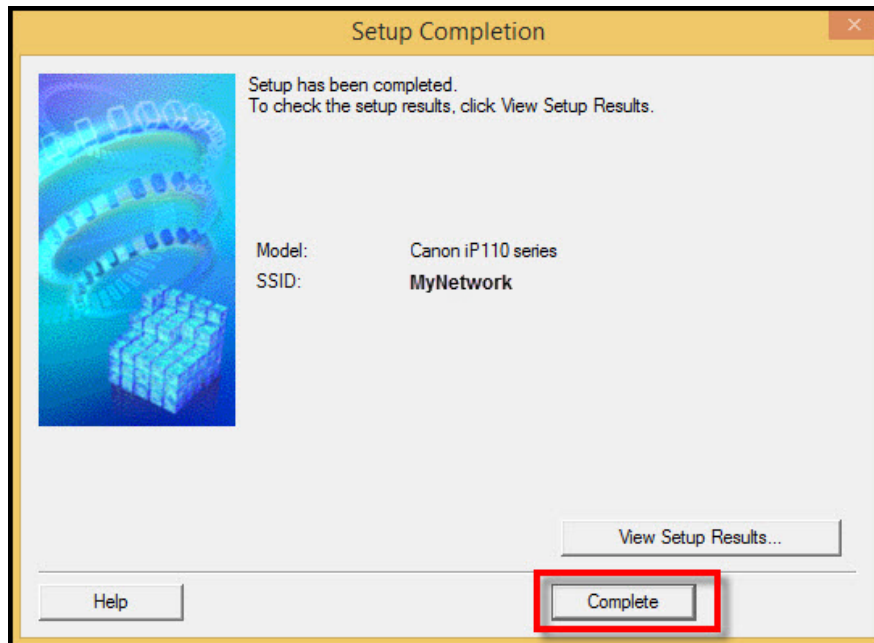 Setup Completion
Setup has been completed.
To check the setup results, click View Setup Results.
Model: Canon iP110 series
SSID: MyNetwork
View Setup Results...
Help Complete